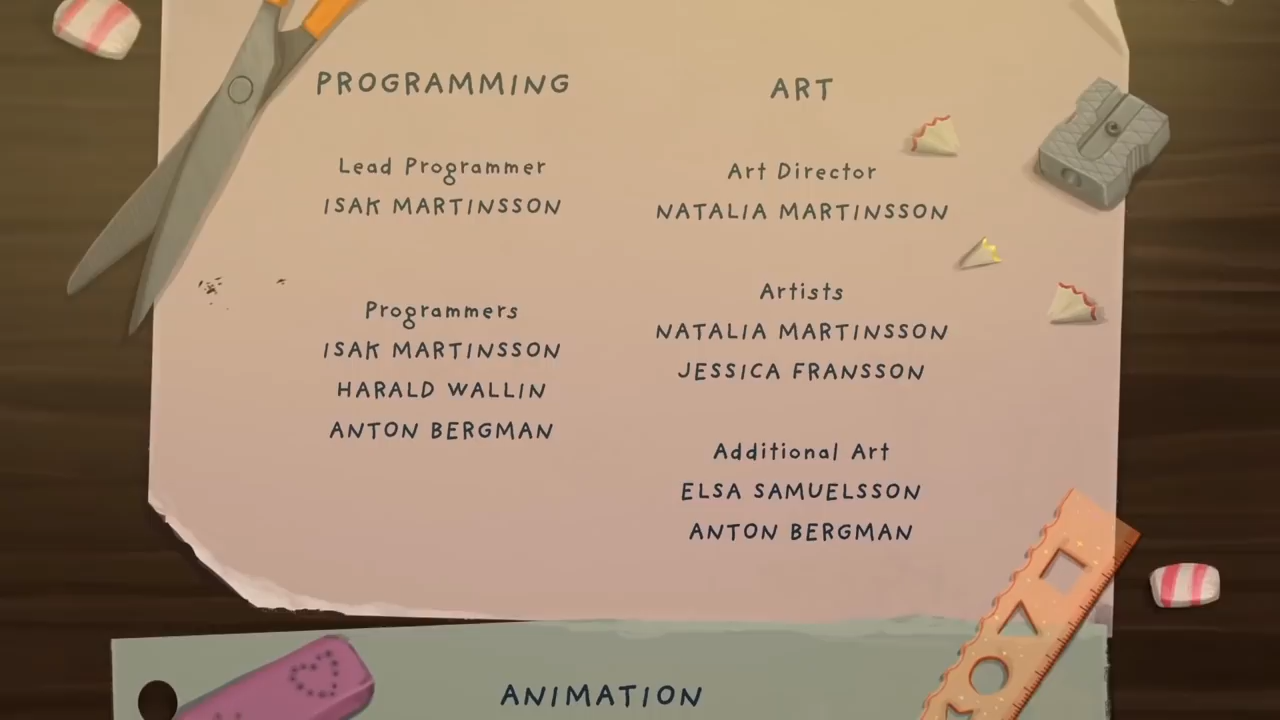 PROGRAMMING
Lead Programmer
ISAK MARTINSSON
Programmers
ISAK MARTINSSON
HARALD WALLIN
ANTON BERGMAN
ART
Art Director
NATALIA MARTINSSON
Artists
NATALIA MARTINSSON
JESSICA FRANSSON
Additional Art
ELSA SAMUELSSON
ANTON BERGMAN
ANIMATION